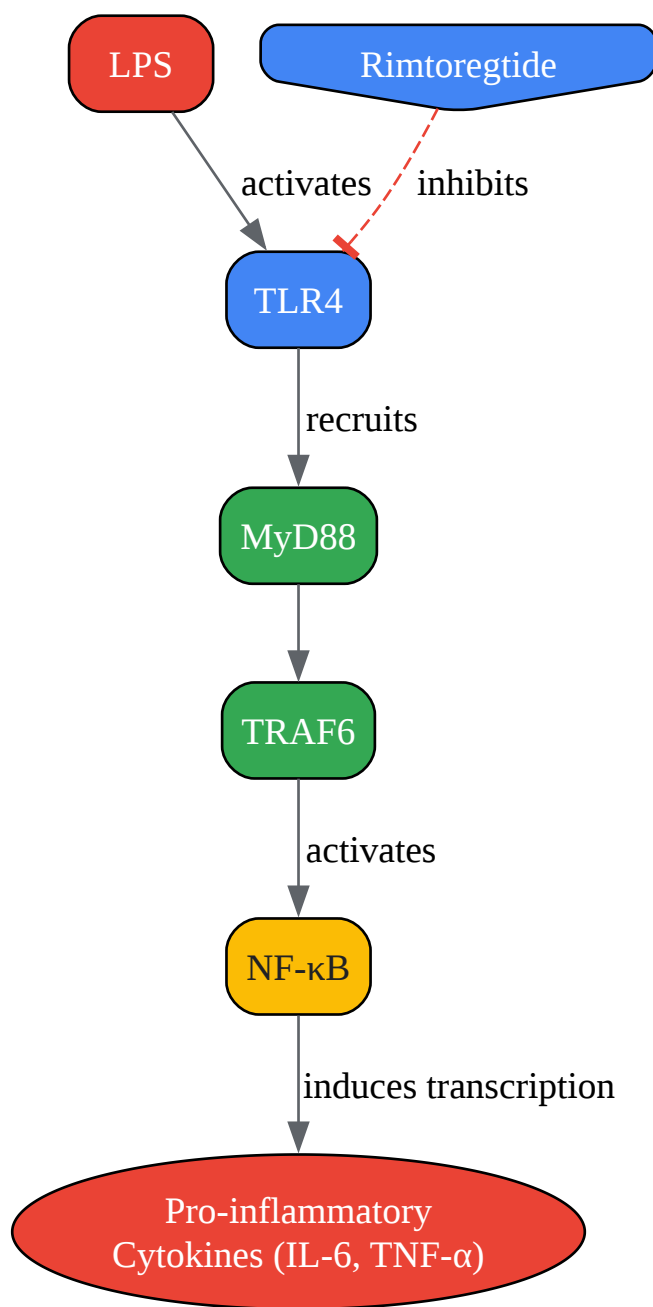 LPS
Rimtoregtide
activates
inhibits
TLR4
recruits
MyD88
TRAF6
activates
NF-κB
induces transcription
Pro-inflammatory
Cytokines (IL-6, TNF-α)